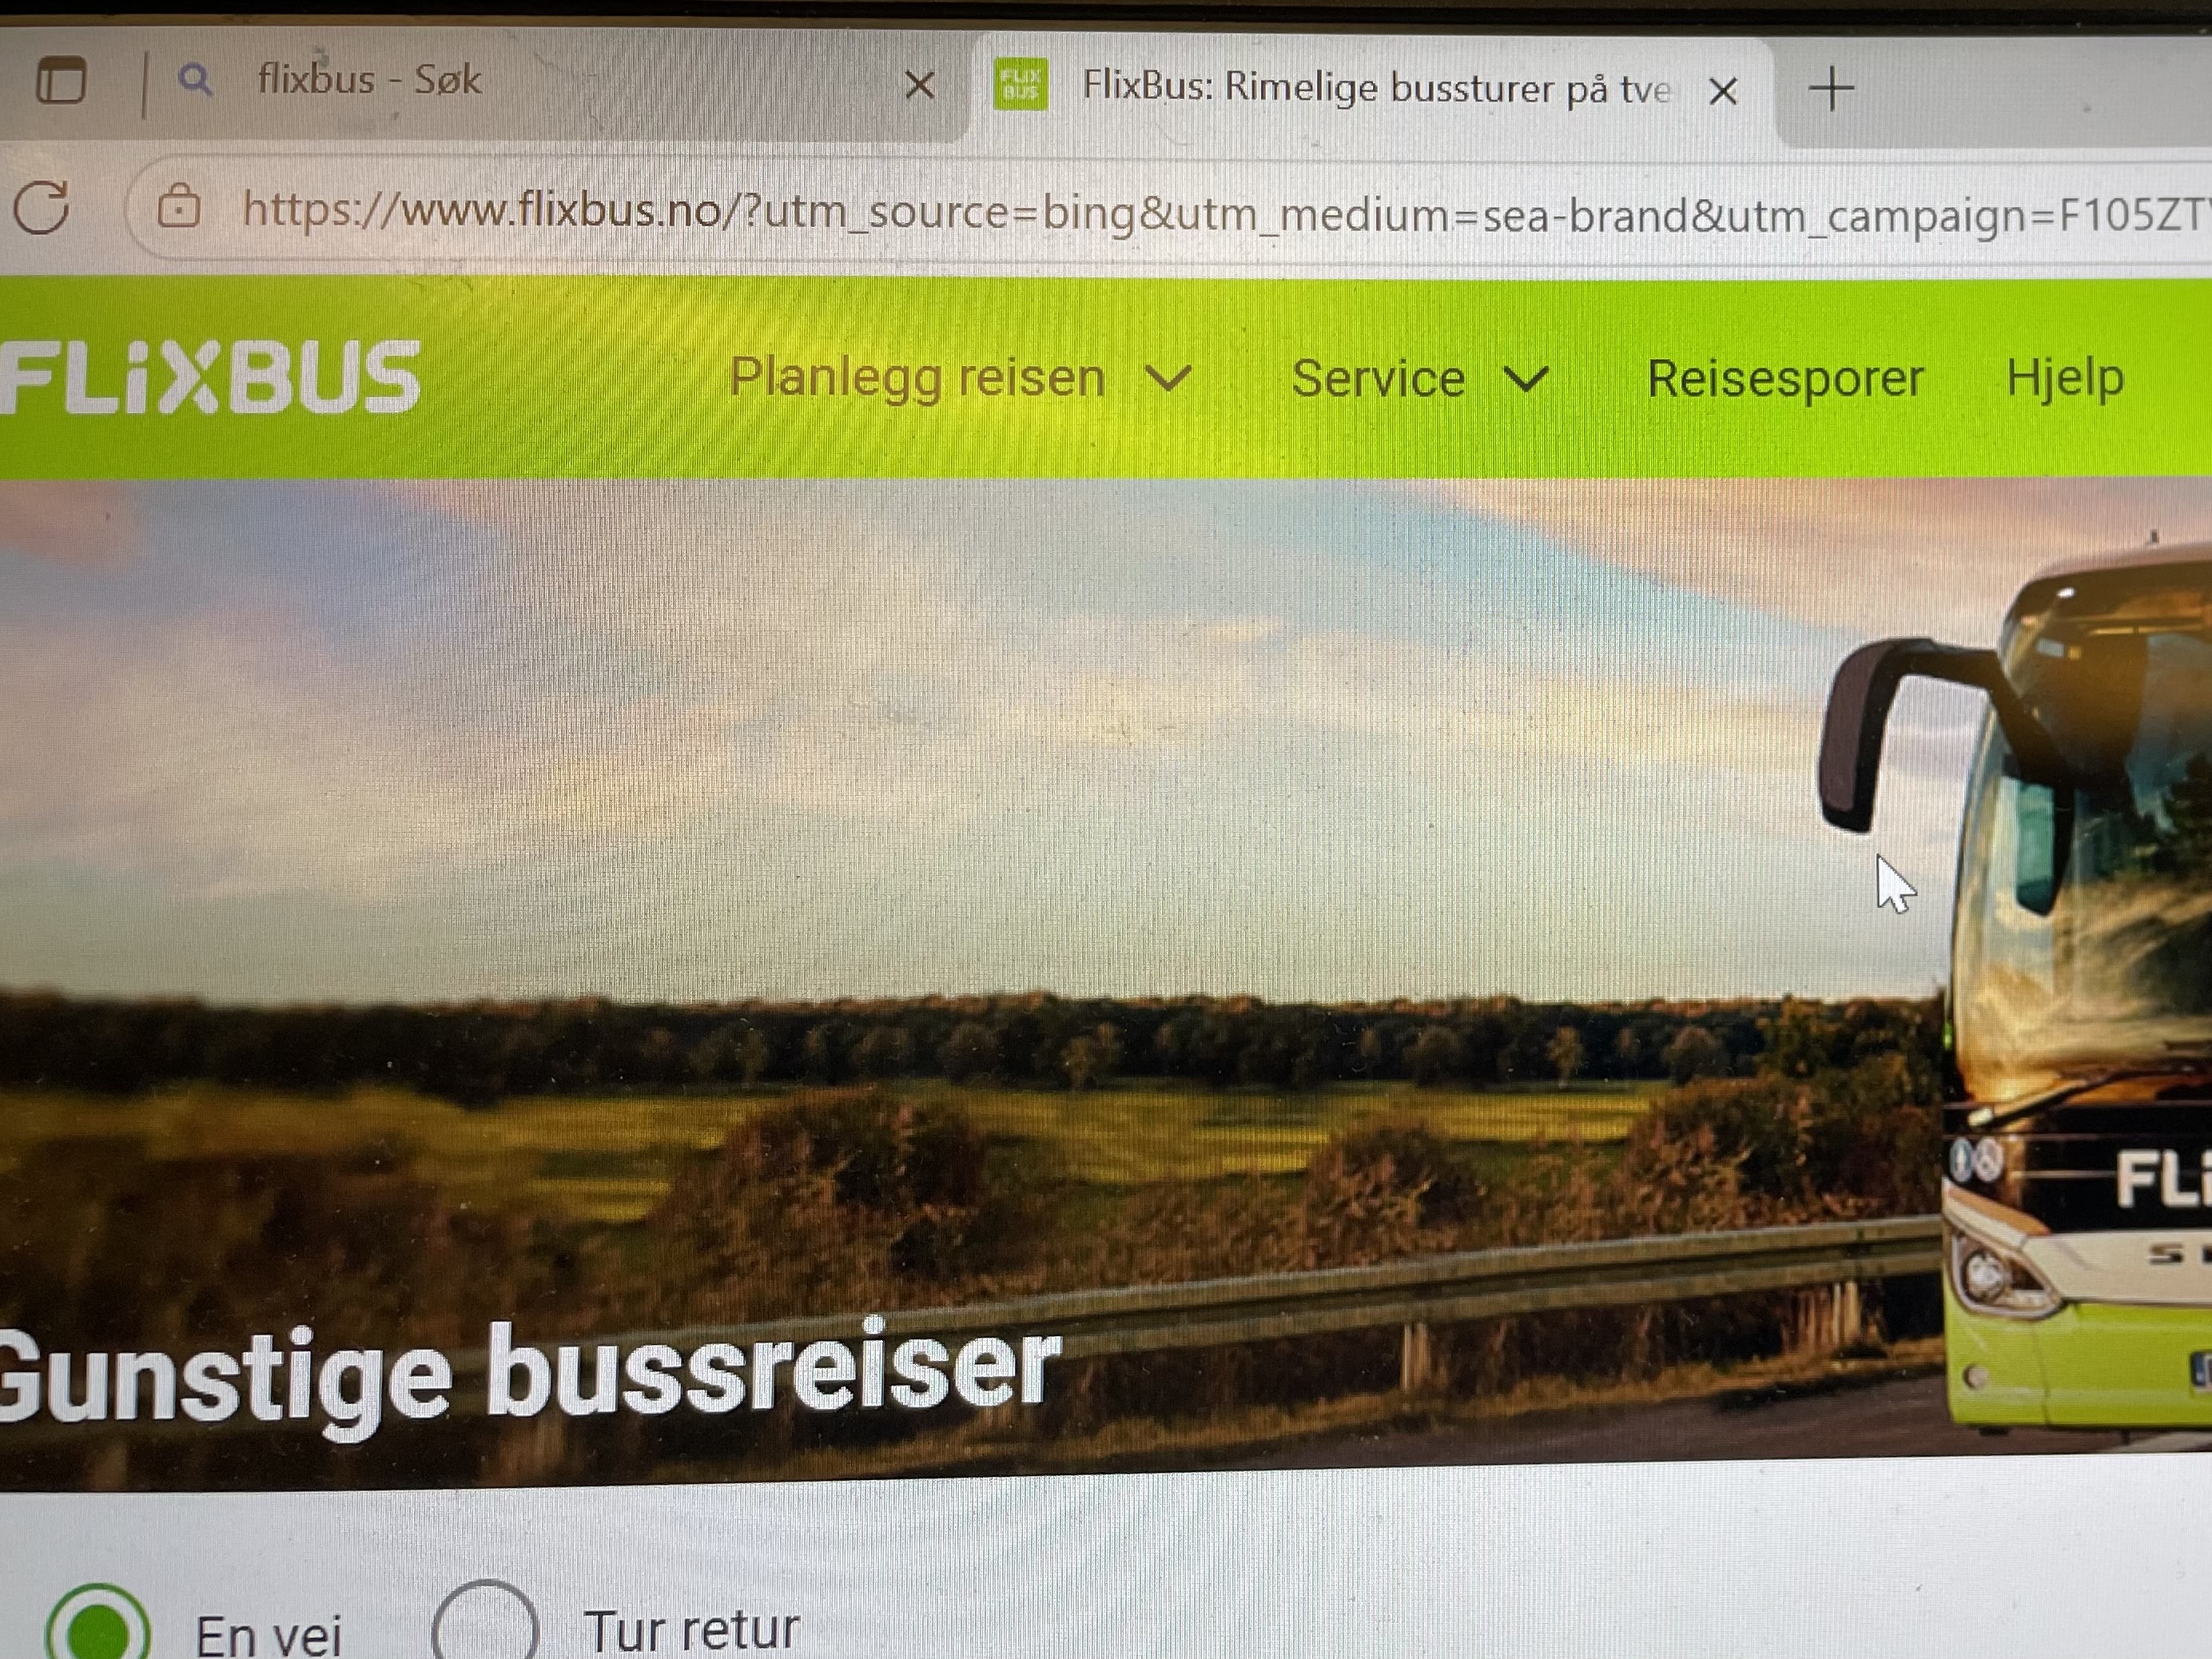 flixbus - Søk
FLIX BUS
FlixBus: Rimelige bussturer på tve
https://www.flixbus.no/?utm_source=bing&utm_medium=sea-brand&utm_campaign=F105ZT
FLiXBUS
Planlegg reisen
Service
Reisesporer
Hjelp
FLi
S
Gunstige bussreiser
En vei
Tur retur